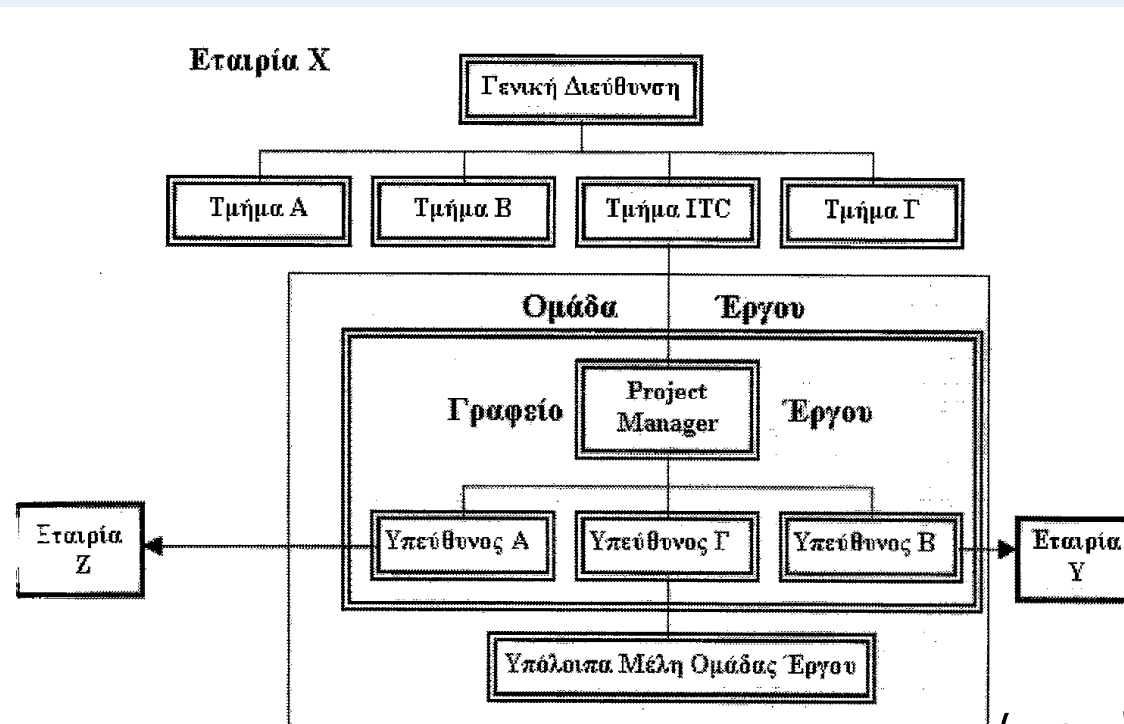 Εταιρία X
Γενική Διεύθυνση
Τμήμα Α
Τμήμα Β
Τμήμα ITC
Τμήμα Γ
Ομάδα Έργου
Γραφείο
Project
Manager
Έργου
Υπεύθυνος Α
Υπεύθυνος Γ
Υπεύθυνος Β
Εταιρία
Z
Εταιρία
Y
Υπόλοιπα Μέλη Ομάδας Έργου